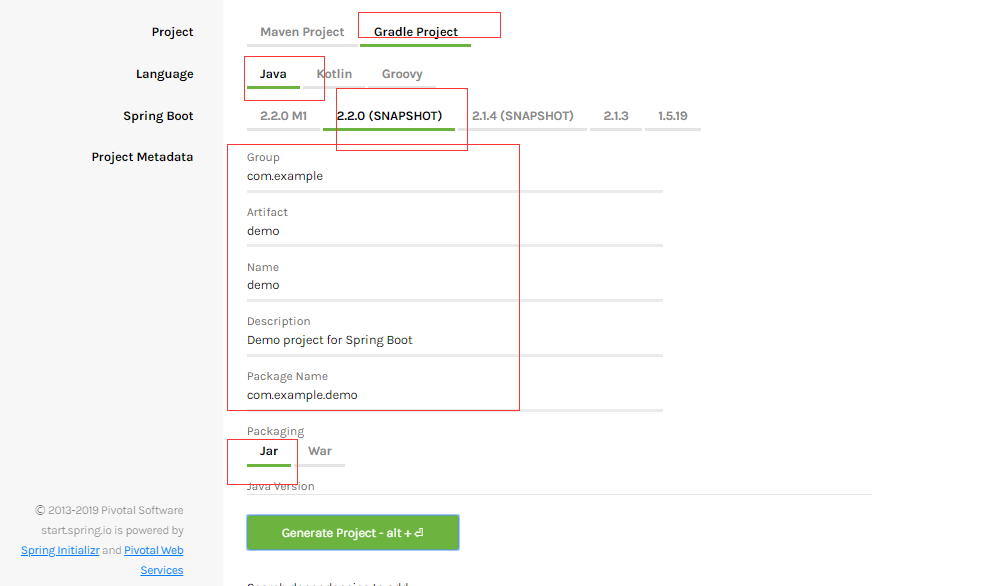 Project
Maven Project Gradle Project
Language
Java Kotlin Groovy
Spring Boot
2.2.0 M1 2.2.0 (SNAPSHOT) 2.1.4 (SNAPSHOT) 2.1.3 1.5.19
Project Metadata
Group
com.example
Artifact
demo
Name
demo
Description
Demo project for Spring Boot
Package Name
com.example.demo
Packaging
Jar War
Java Version
© 2013-2019 Pivotal Software
start.spring.io is powered by
Spring Initializr and Pivotal Web
Services
Generate Project - alt + ⏎